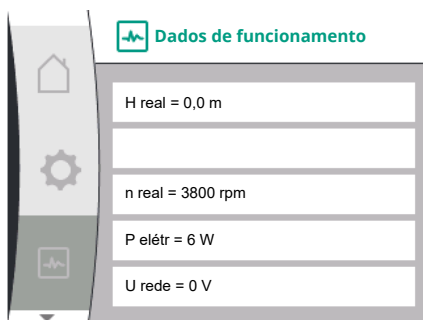 Dados de funcionamento
H real = 0,0 m
n real = 3800 rpm
P elétr = 6 W
U rede = 0 V